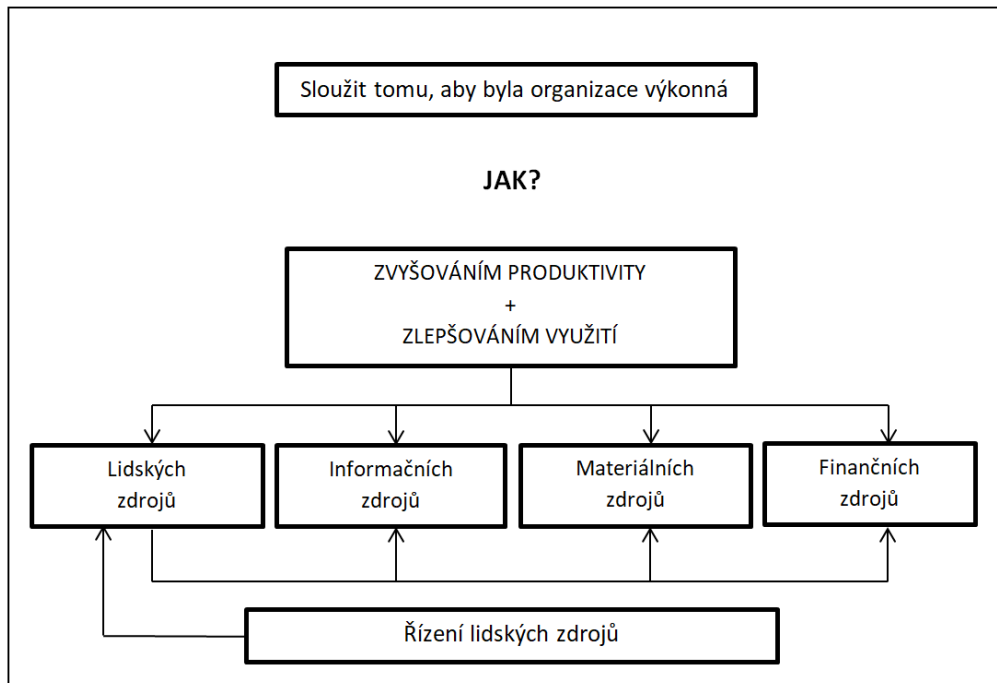 Sloužit tomu, aby byla organizace výkonná
JAK?
ZVYŠOVÁNÍM PRODUKTIVITY
+
ZLEPŠOVÁNÍM VYUŽITÍ
Lidských
zdrojů
Informačních
zdrojů
Materiálních
zdrojů
Finančních
zdrojů
Řízení lidských zdrojů